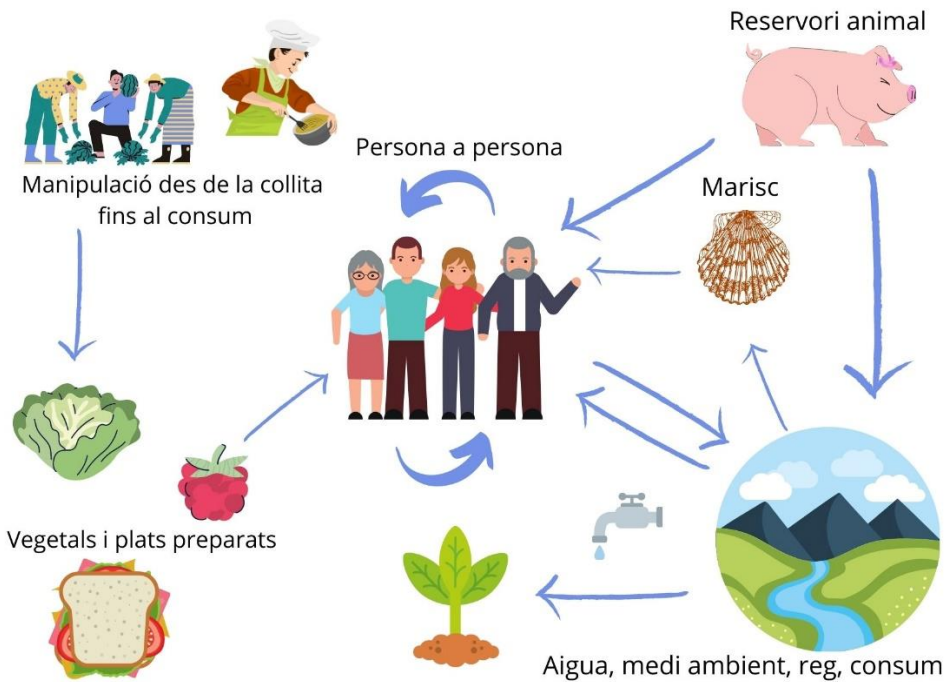 Reservori animal
Persona a persona
Manipulació des de la collita
fins al consum
Marisc
Vegetals i plats preparats
Aigua, medi ambient, reg, consum